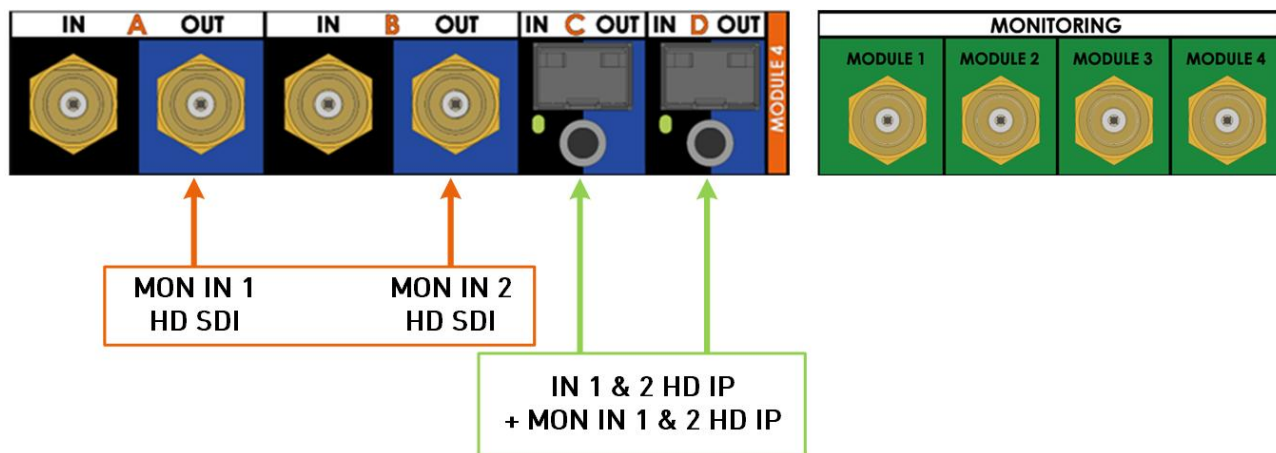 IN A OUT
IN B OUT
IN C OUT
IN D OUT
MODULE 4
MONITORING
MODULE 1
MODULE 2
MODULE 3
MODULE 4
MON IN 1
HD SDI
MON IN 2
HD SDI
IN 1 & 2 HD IP
+ MON IN 1 & 2 HD IP